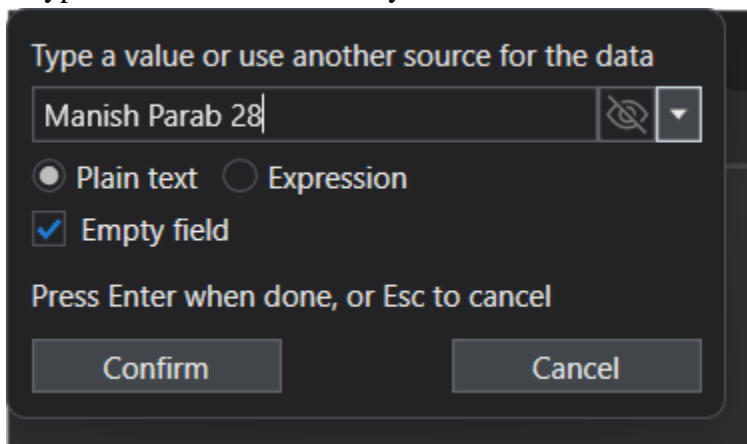 Type a value or use another source for the data
Manish Parab 28
Plain text Expression
Empty field
Press Enter when done, or Esc to cancel
Confirm Cancel